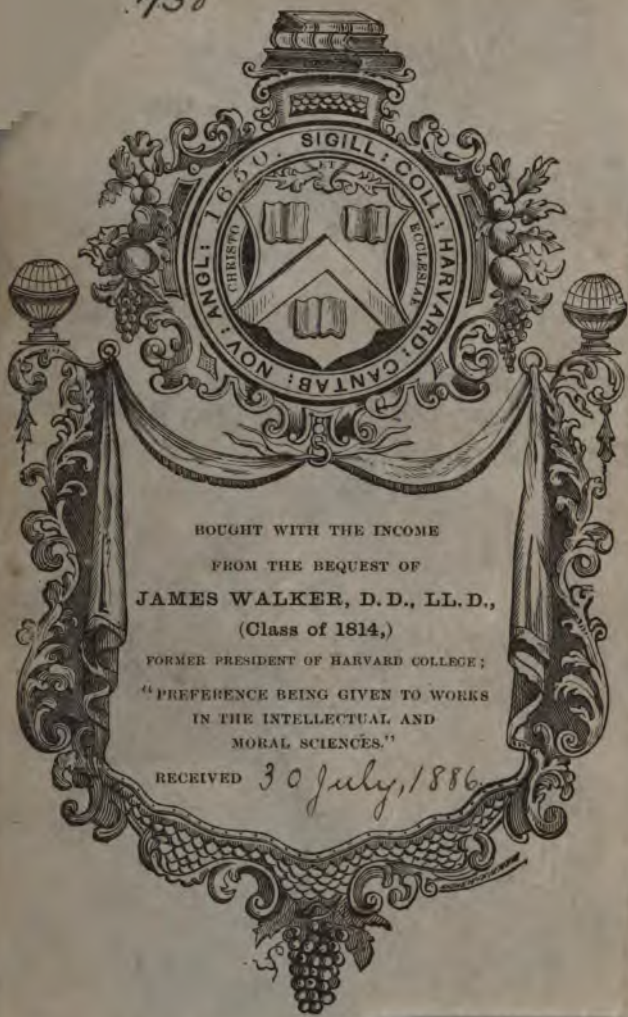 SIGILL: COLL: HARVARD: CANTAB: NOV: ANGL: 1650.
ET
CHRISTO
ECCLESIAE
BOUGHT WITH THE INCOME
FROM THE BEQUEST OF
JAMES WALKER, D.D., LL.D.,
(Class of 1814,)
FORMER PRESIDENT OF HARVARD COLLEGE;
"PREFERENCE BEING GIVEN TO WORKS
IN THE INTELLECTUAL AND
MORAL SCIENCES."
RECEIVED 30 July, 1886.